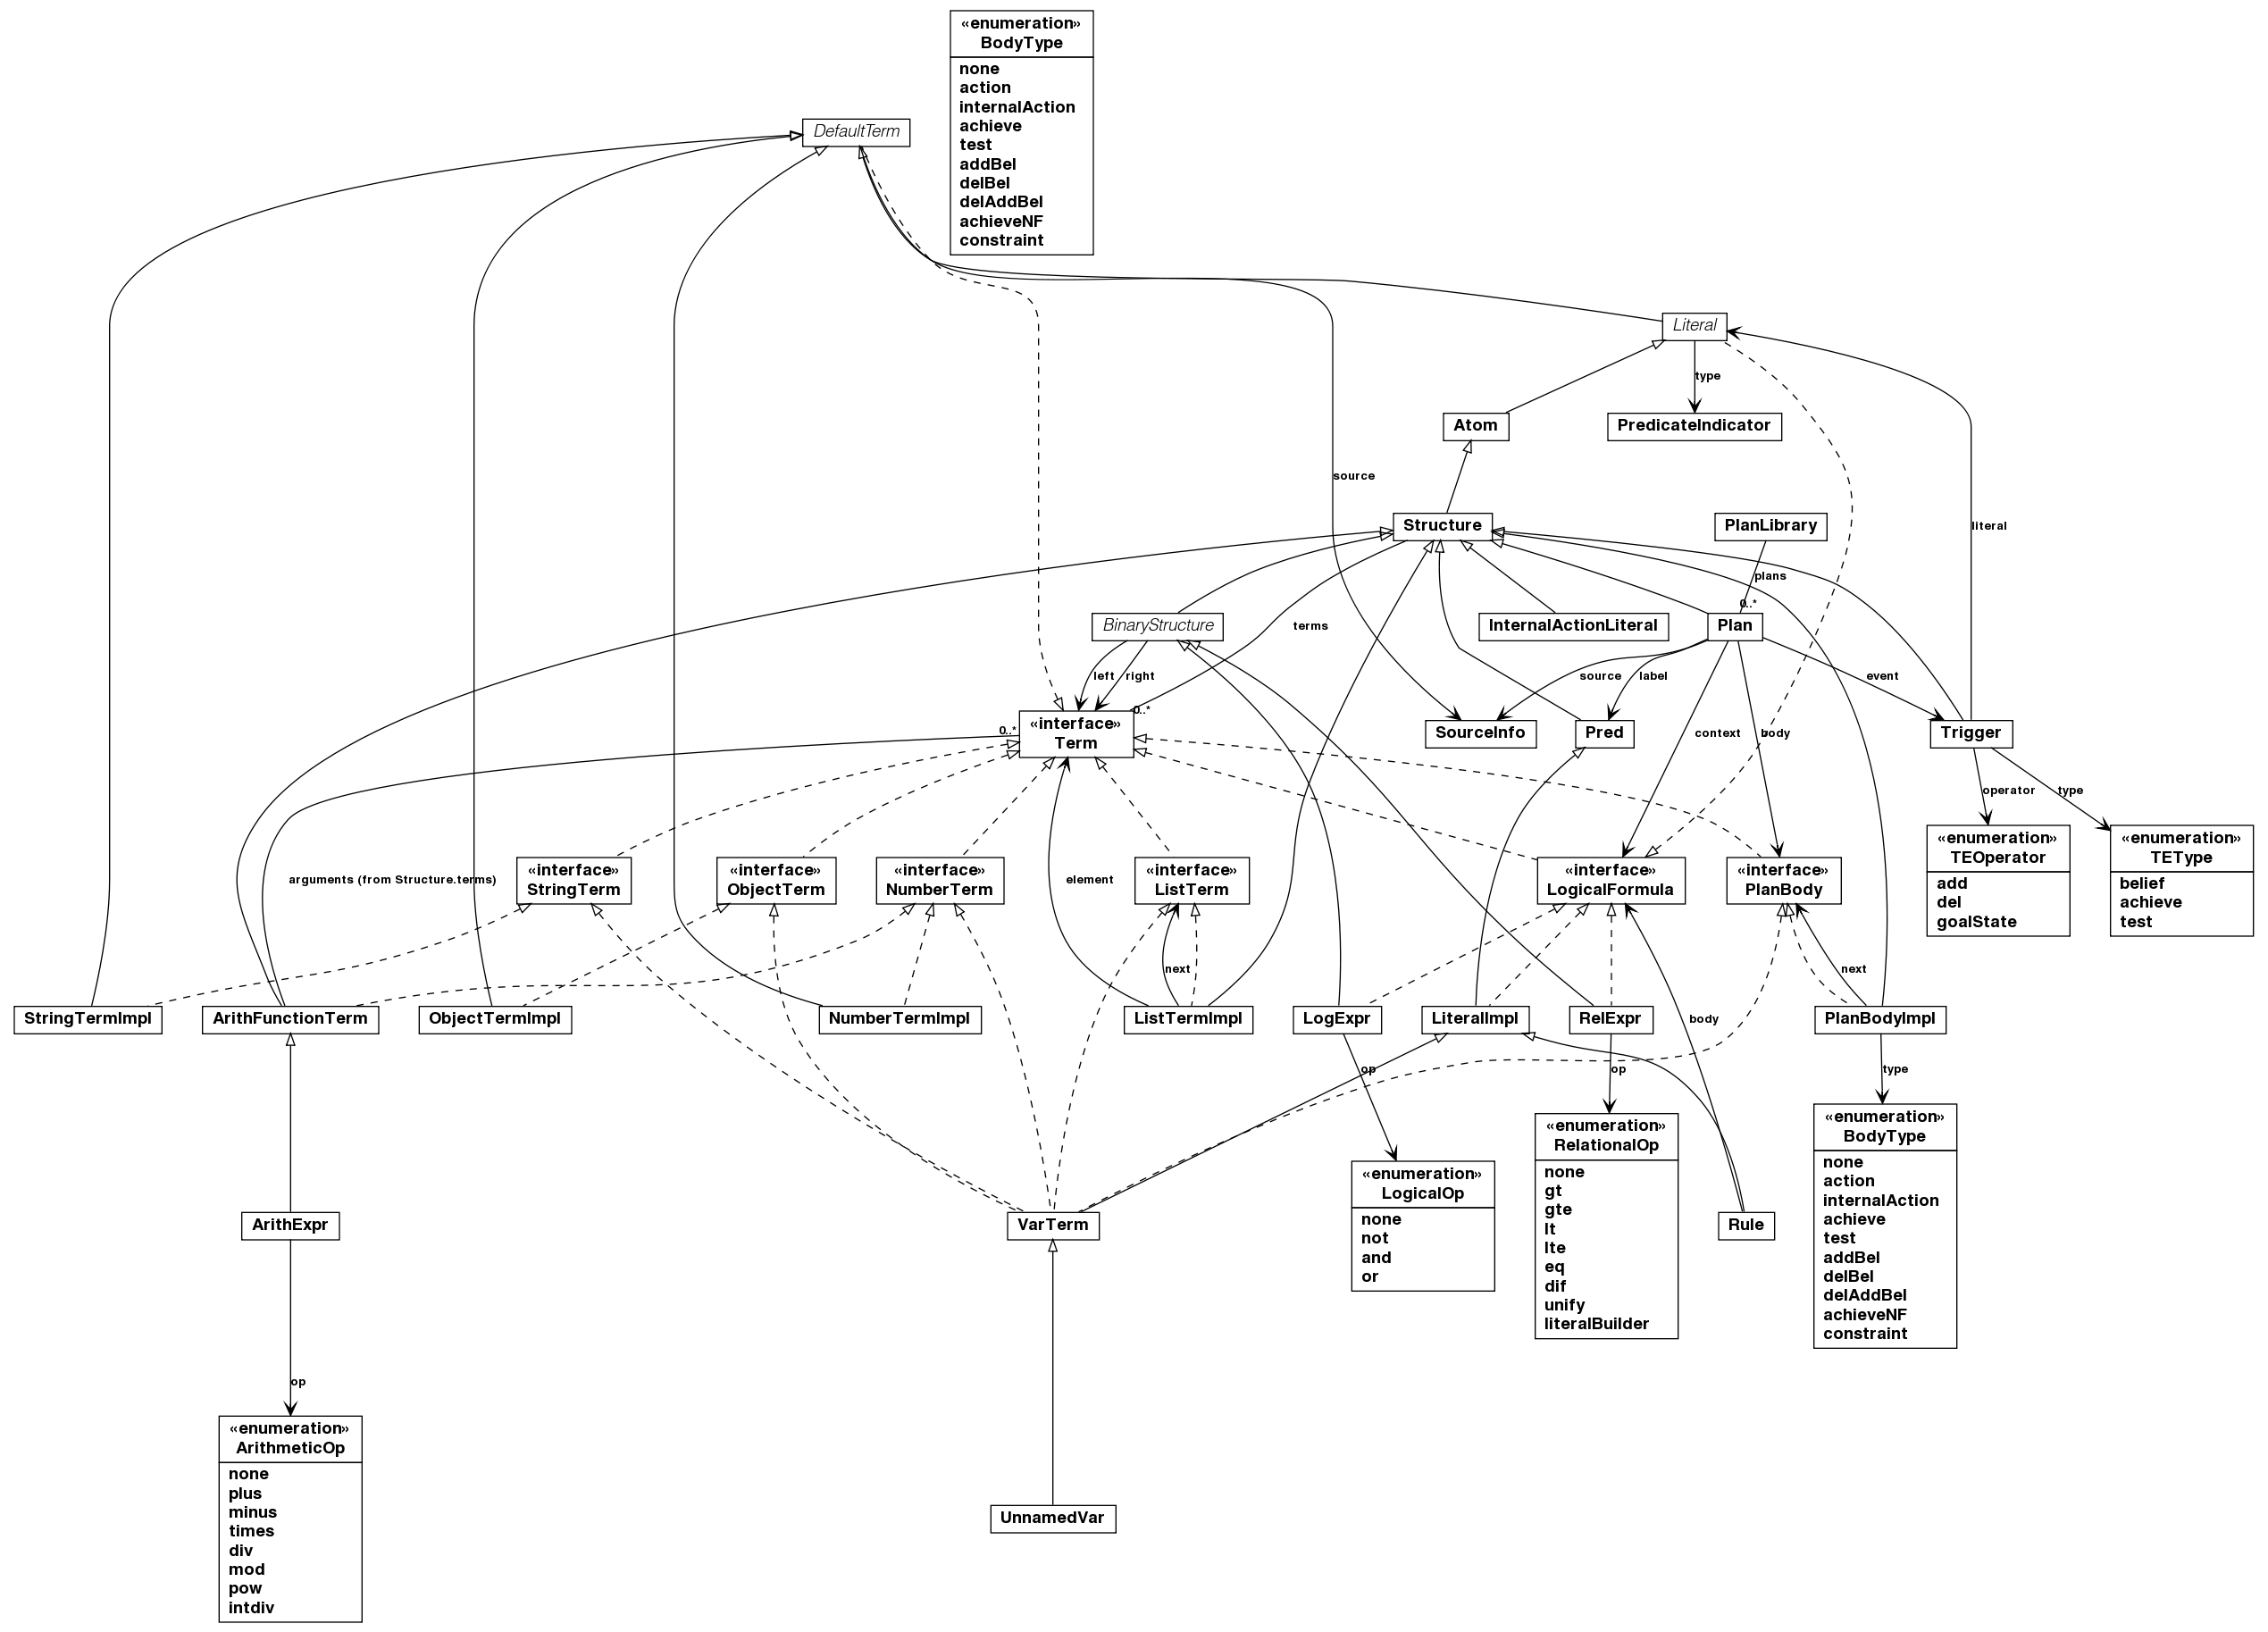 «enumeration»
BodyType
none
action
internalAction
achieve
test
addBel
delBel
delAddBel
achieveNF
constraint
DefaultTerm
Literal
type
Atom
PredicateIndicator
source
Structure
PlanLibrary
literal
plans
0..*
BinaryStructure
terms
InternalActionLiteral
Plan
left
right
source
label
event
0..*
«interface»
Term
0..*
SourceInfo
Pred
context
body
Trigger
operator
type
arguments (from Structure.terms)
«interface»
StringTerm
«interface»
ObjectTerm
«interface»
NumberTerm
element
«interface»
ListTerm
«interface»
LogicalFormula
«interface»
PlanBody
«enumeration»
TEOperator
add
del
goalState
«enumeration»
TEType
belief
achieve
test
next
next
StringTermImpl
ArithFunctionTerm
ObjectTermImpl
NumberTermImpl
ListTermImpl
LogExpr
LiteralImpl
RelExpr
body
PlanBodyImpl
op
op
type
ArithExpr
VarTerm
«enumeration»
LogicalOp
none
not
and
or
«enumeration»
RelationalOp
none
gt
gte
lt
lte
eq
dif
unify
literalBuilder
Rule
«enumeration»
BodyType
none
action
internalAction
achieve
test
addBel
delBel
delAddBel
achieveNF
constraint
op
«enumeration»
ArithmeticOp
none
plus
minus
times
div
mod
pow
intdiv
UnnamedVar